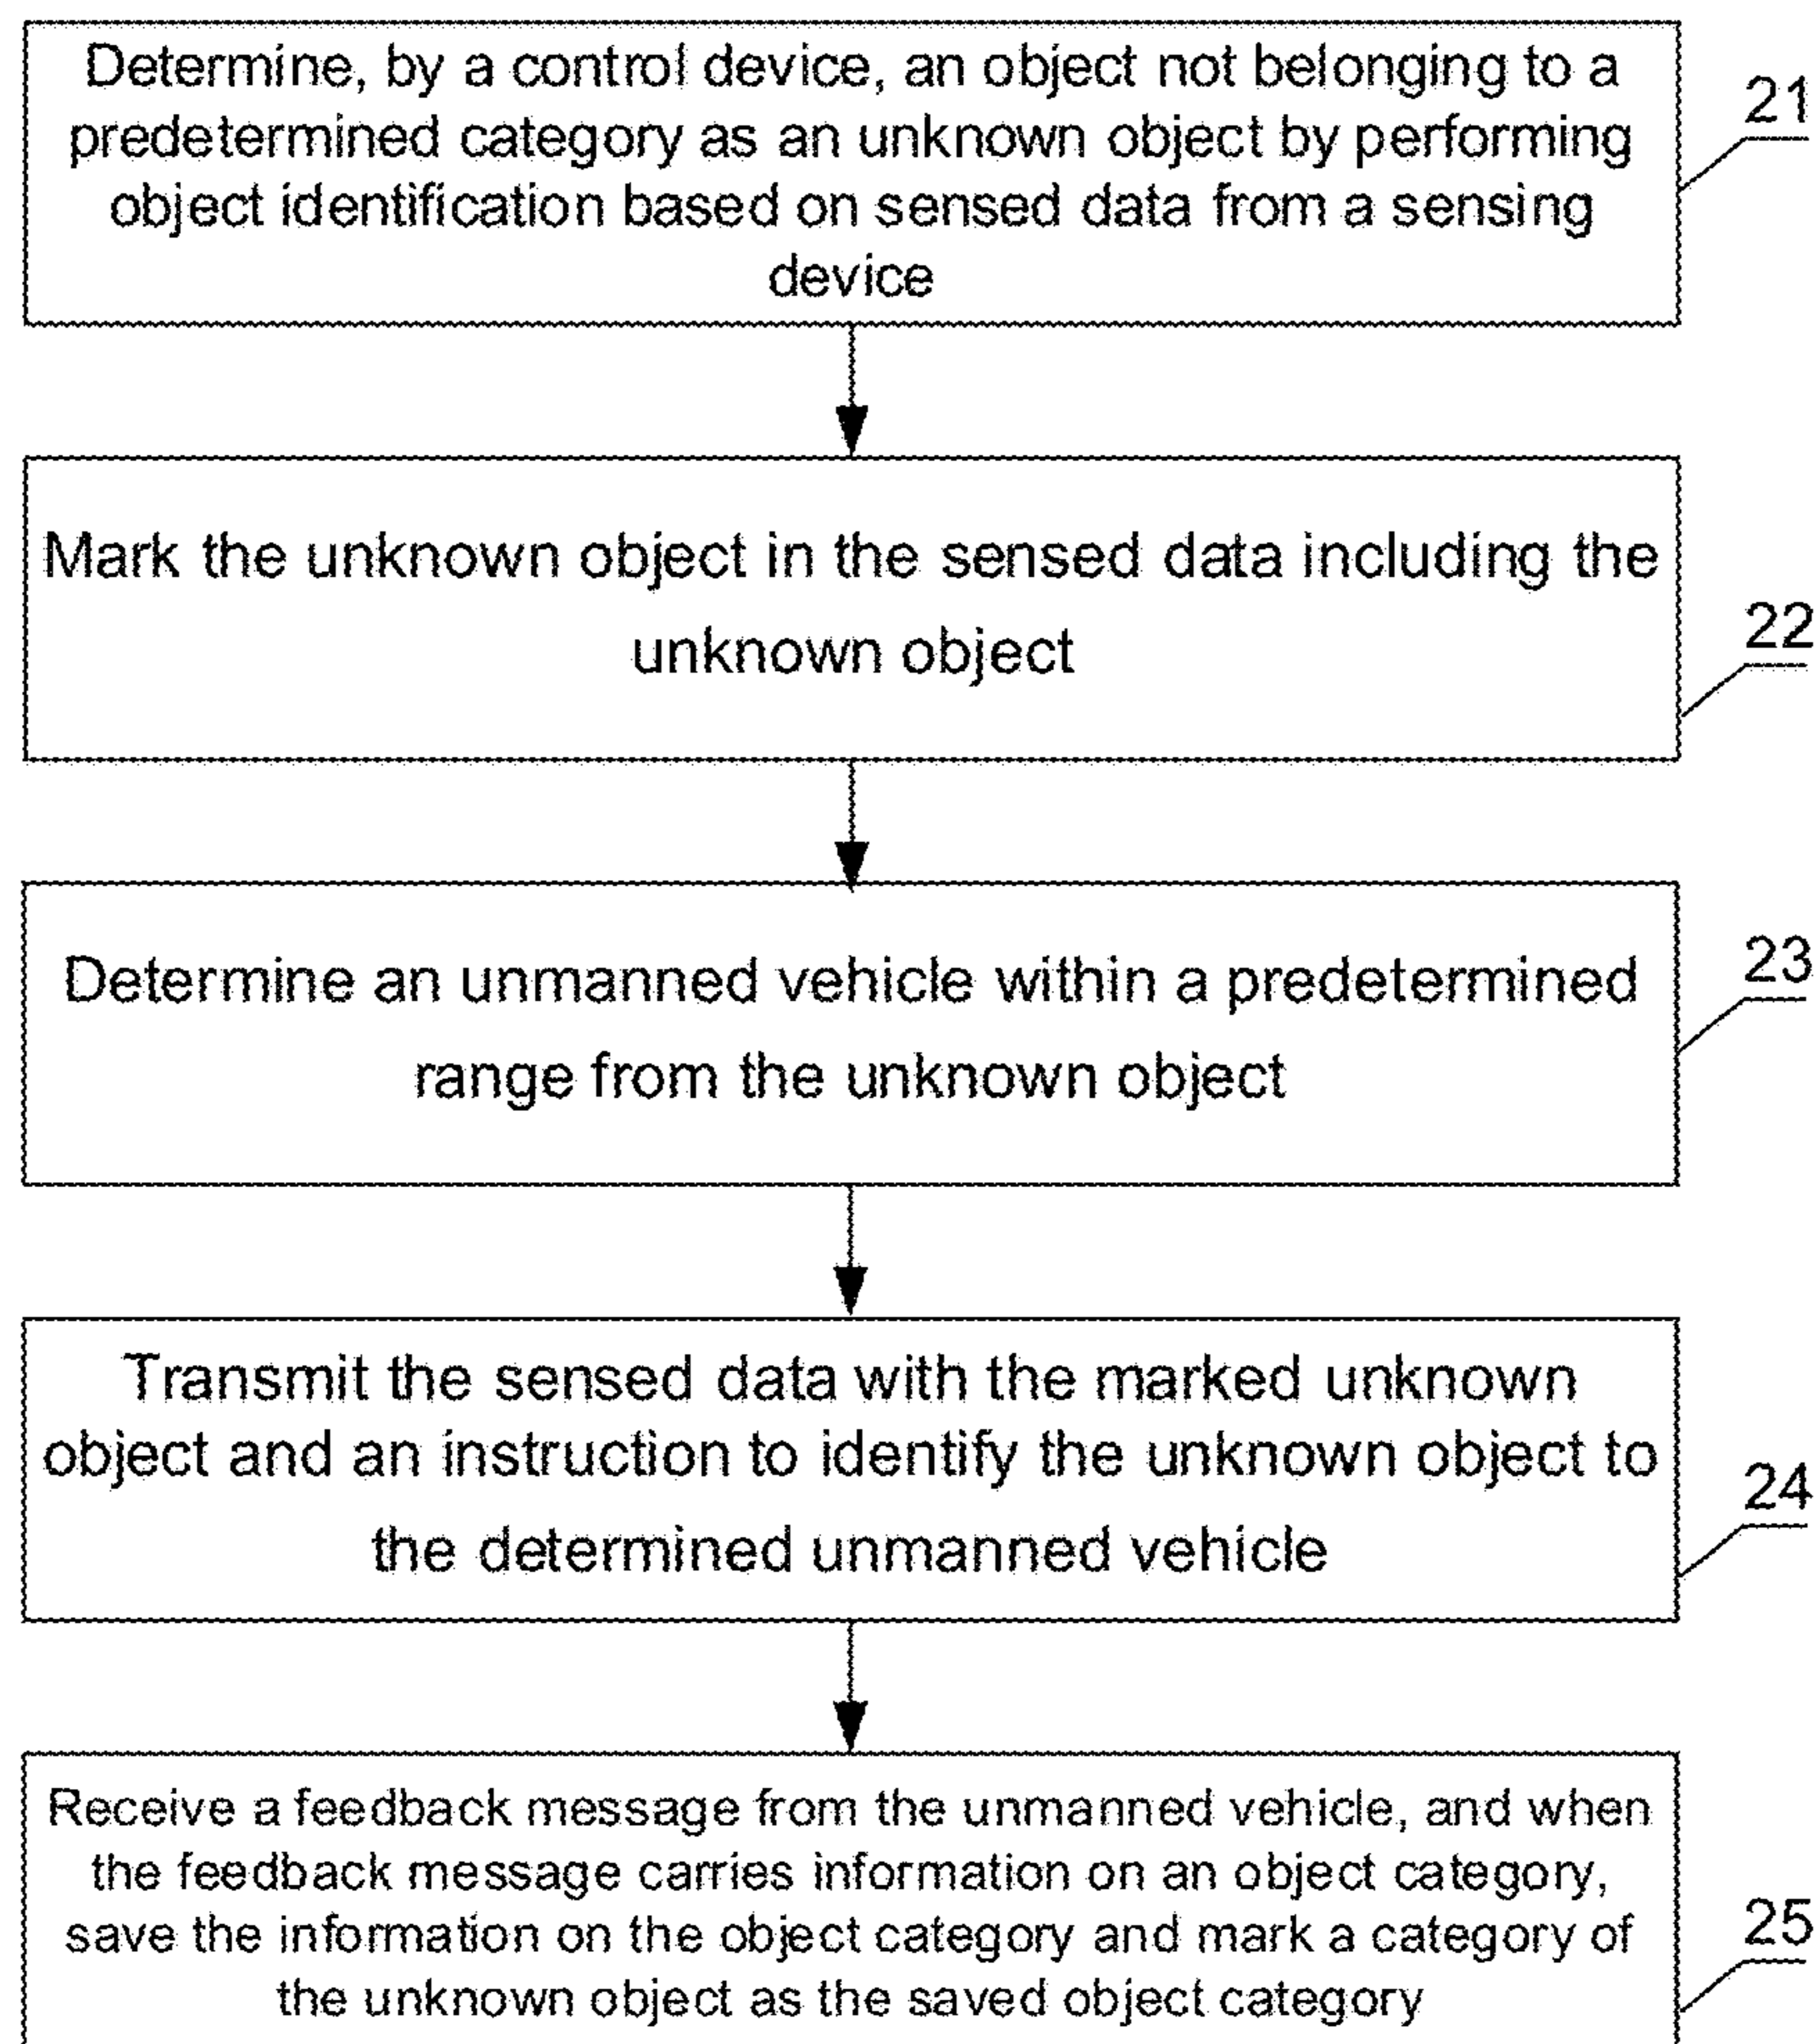 Determine, by a control device, an object not belonging to a
predetermined category as an unknown object by performing
object identification based on sensed data from a sensing
device
21
Mark the unknown object in the sensed data including the
unknown object
22
Determine an unmanned vehicle within a predetermined
range from the unknown object
23
Transmit the sensed data with the marked unknown
object and an instruction to identify the unknown object to
the determined unmanned vehicle
24
Receive a feedback message from the unmanned vehicle, and when
the feedback message carries information on an object category,
save the information on the object category and mark a category of
the unknown object as the saved object category
25